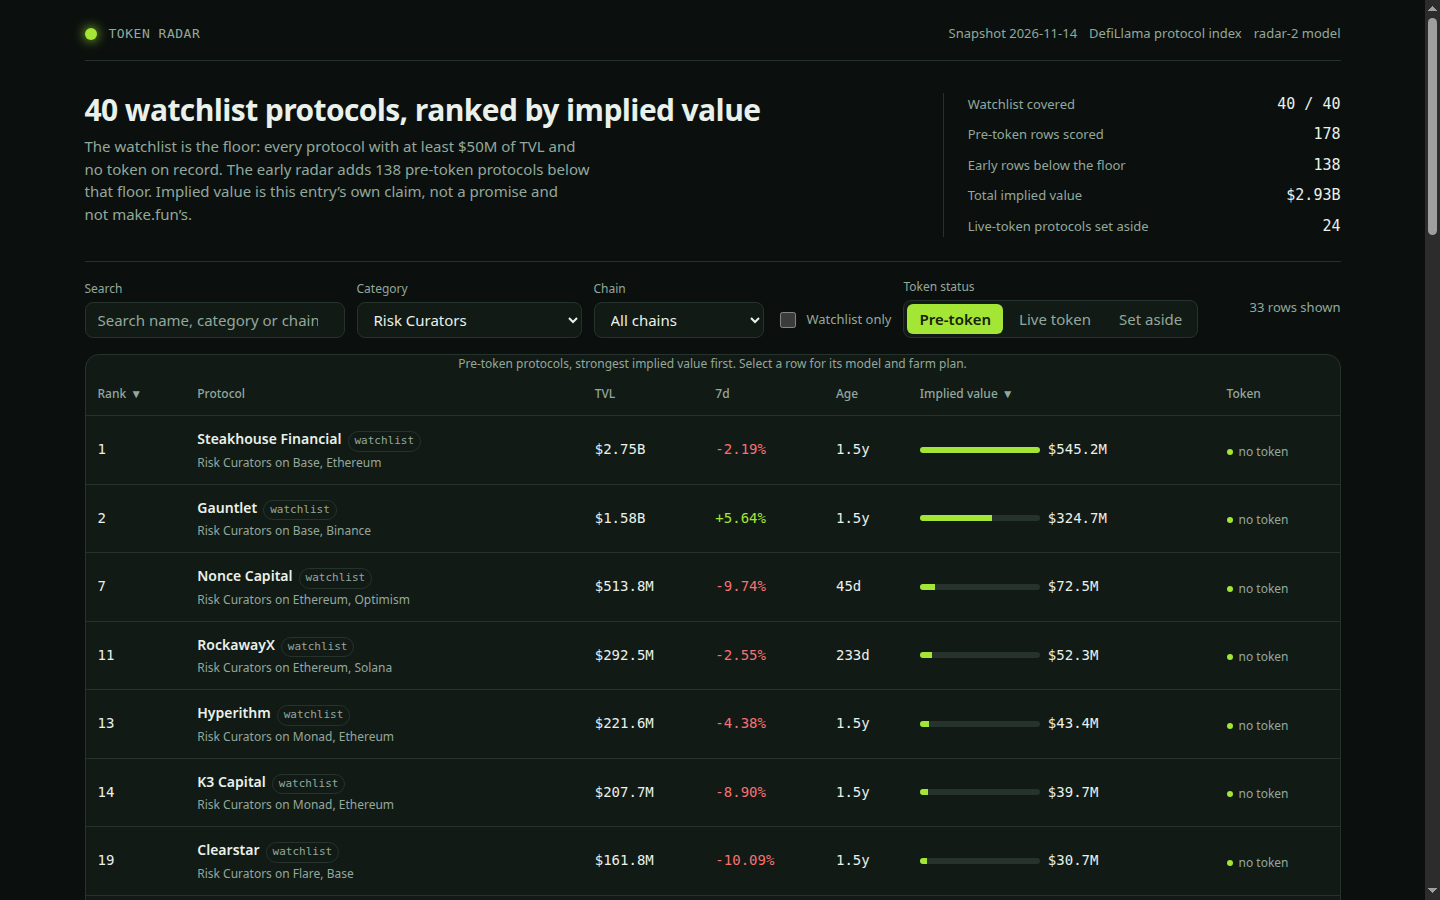 TOKEN RADAR
Snapshot 2026-11-14 DefiLlama protocol index radar-2 model
40 watchlist protocols, ranked by implied value
The watchlist is the floor: every protocol with at least $50M of TVL and
no token on record. The early radar adds 138 pre-token protocols below
that floor. Implied value is this entry's own claim, not a promise and
not make.fun's.
Watchlist covered 40 / 40
Pre-token rows scored 178
Early rows below the floor 138
Total implied value $2.93B
Live-token protocols set aside 24
Search
Search name, category or chain
Category
Risk Curators
Chain
All chains
Watchlist only
Token status
Pre-token Live token Set aside
33 rows shown
Pre-token protocols, strongest implied value first. Select a row for its model and farm plan.
Rank ▼ Protocol TVL 7d Age Implied value ▼ Token
1 Steakhouse Financial watchlist $2.75B -2.19% 1.5y $545.2M no token
Risk Curators on Base, Ethereum
2 Gauntlet watchlist $1.58B +5.64% 1.5y $324.7M no token
Risk Curators on Base, Binance
7 Nonce Capital watchlist $513.8M -9.74% 45d $72.5M no token
Risk Curators on Ethereum, Optimism
11 RockawayX watchlist $292.5M -2.55% 233d $52.3M no token
Risk Curators on Ethereum, Solana
13 Hyperithm watchlist $221.6M -4.38% 1.5y $43.4M no token
Risk Curators on Monad, Ethereum
14 K3 Capital watchlist $207.7M -8.90% 1.5y $39.7M no token
Risk Curators on Monad, Ethereum
19 Clearstar watchlist $161.8M -10.09% 1.5y $30.7M no token
Risk Curators on Flare, Base